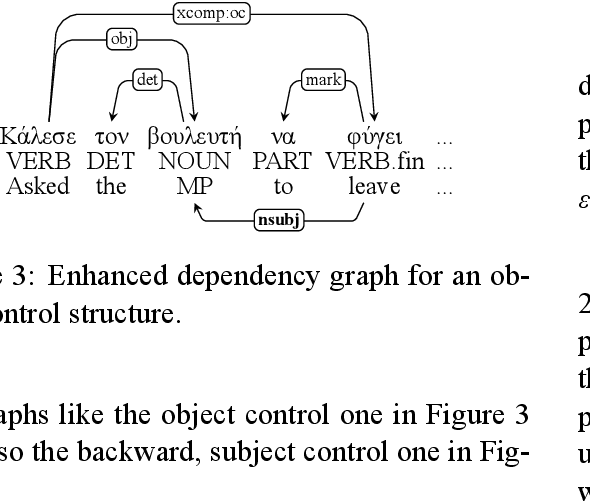 xcomp:oc
obj
det
mark
Κάλεσε τον βουλευτή να φύγει ...
VERB DET NOUN PART VERB.fin ...
Asked the MP to leave ...
nsubj
e 3: Enhanced dependency graph for an ob-
ontrol structure.
aphs like the object control one in Figure 3
so the backward, subject control one in Fig-
d
p
th
ε
2
p
th
p
u
w